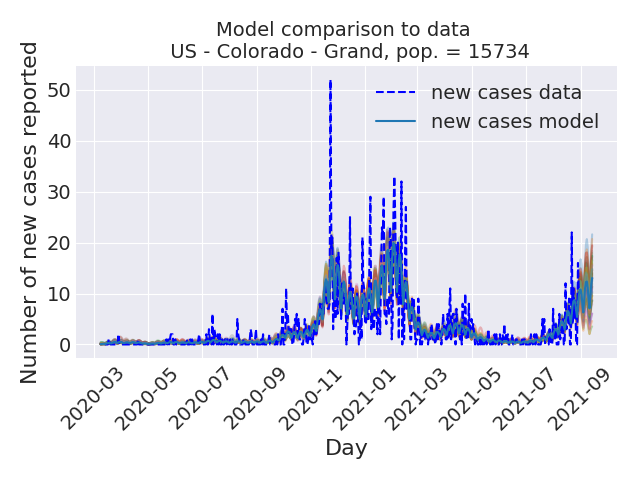 Model comparison to data
US - Colorado - Grand, pop. = 15734
Number of new cases reported
50
40
30
20
10
0
new cases data
new cases model
2020-03
2020-05
2020-07
2020-09
2020-11
2021-01
2021-03
2021-05
2021-07
2021-09
Day